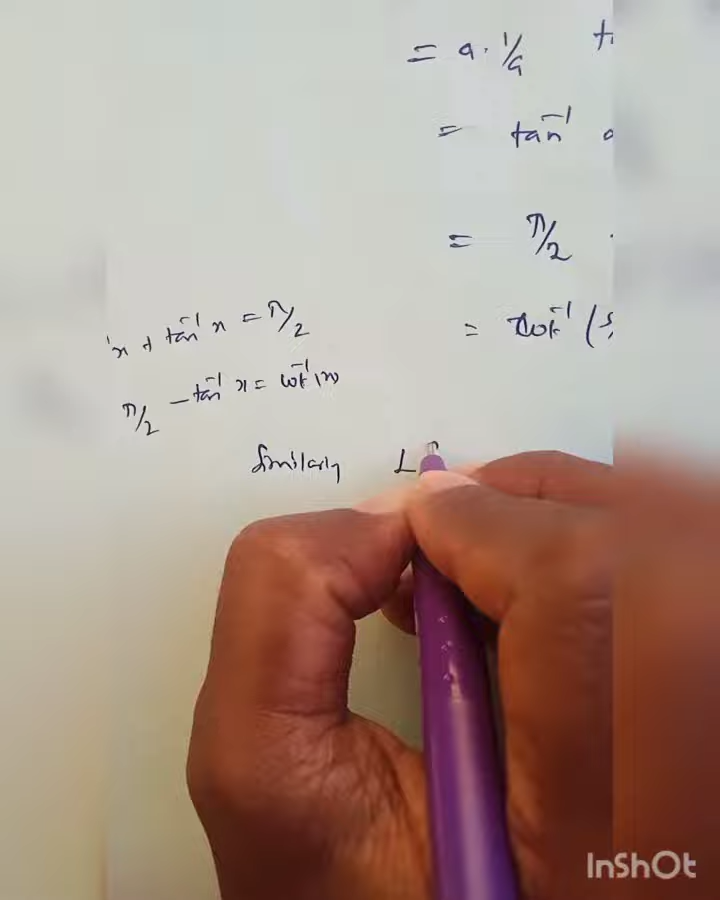 = a. 1/a
= tan⁻¹
= π/2
x + tan⁻¹ x = π/2
= cot⁻¹ (s
π/2 - tan⁻¹ x = cot⁻¹ (x)
Similarly L
InShOt